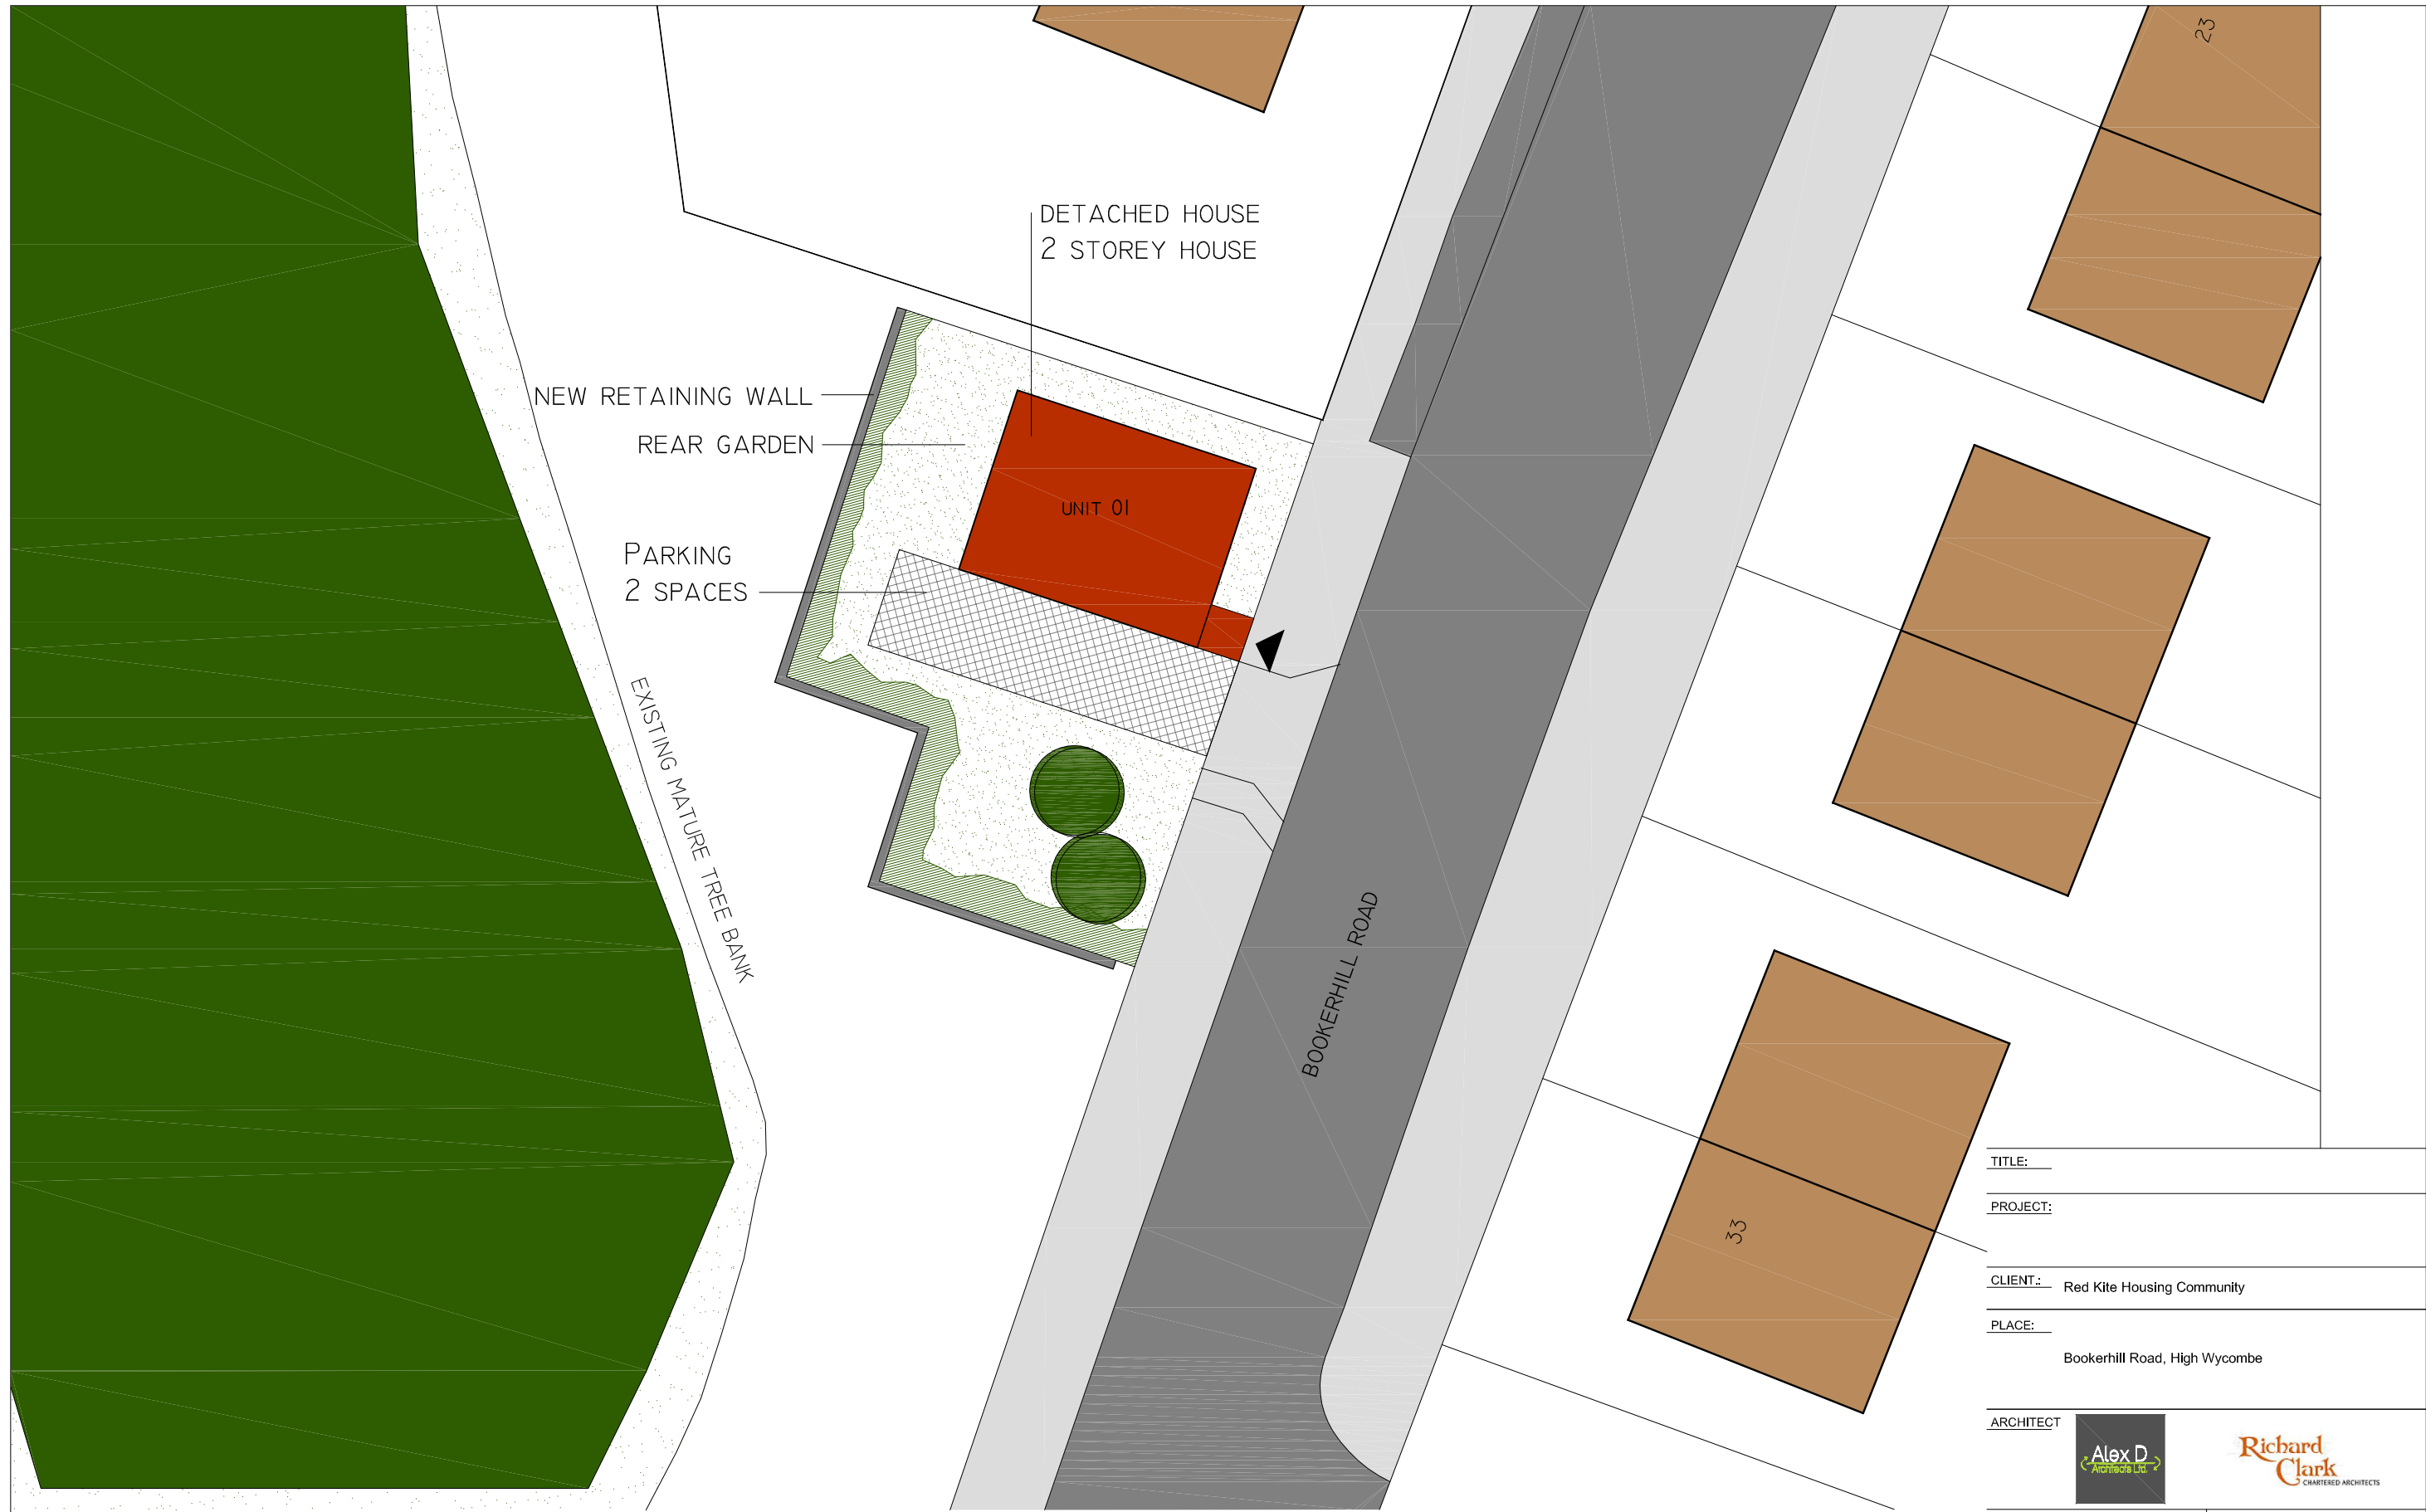 23
DETACHED HOUSE
2 STOREY HOUSE
NEW RETAINING WALL
REAR GARDEN
UNIT 01
PARKING
2 SPACES
EXISTING MATURE TREE BANK
BOOKERHILL ROAD
33
TITLE:
PROJECT:
CLIENT.:
Red Kite Housing Community
PLACE:
Bookerhill Road, High Wycombe
ARCHITECT
Alex D
Architects Ltd.
Richard
Clark
CHARTERED ARCHITECTS